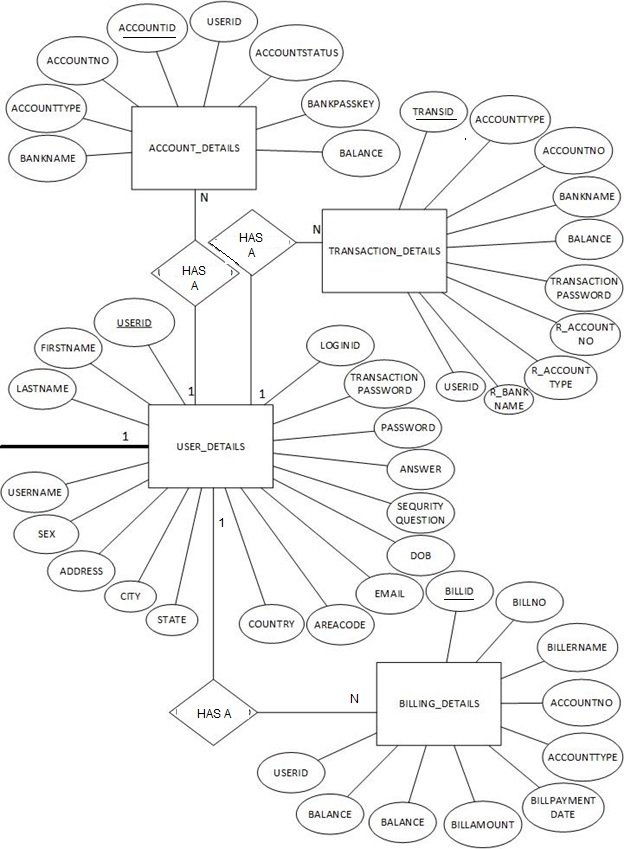 USERID
ACCOUNTID
ACCOUNTSTATUS
ACCOUNTNO
ACCOUNTTYPE
BANKPASSKEY
BANKNAME
BALANCE
ACCOUNT_DETAILS
N
TRANSID
ACCOUNTTYPE
ACCOUNTNO
BANKNAME
BALANCE
TRANSACTION
PASSWORD
R_ACCOUNT
NO
R_ACCOUNT
TYPE
R_BANK
NAME
USERID
TRANSACTION_DETAILS
N
HAS
A
HAS
A
1
1
USERID
FIRSTNAME
LASTNAME
LOGINID
TRANSACTION
PASSWORD
PASSWORD
ANSWER
SEQURITY
QUESTION
DOB
EMAIL
AREACODE
COUNTRY
STATE
CITY
ADDRESS
SEX
USERNAME
1
USER_DETAILS
1
HAS A
N
BILLID
BILLNO
BILLERNAME
ACCOUNTNO
ACCOUNTTYPE
BILLPAYMENT
DATE
BILLAMOUNT
BALANCE
BALANCE
USERID
BILLING_DETAILS